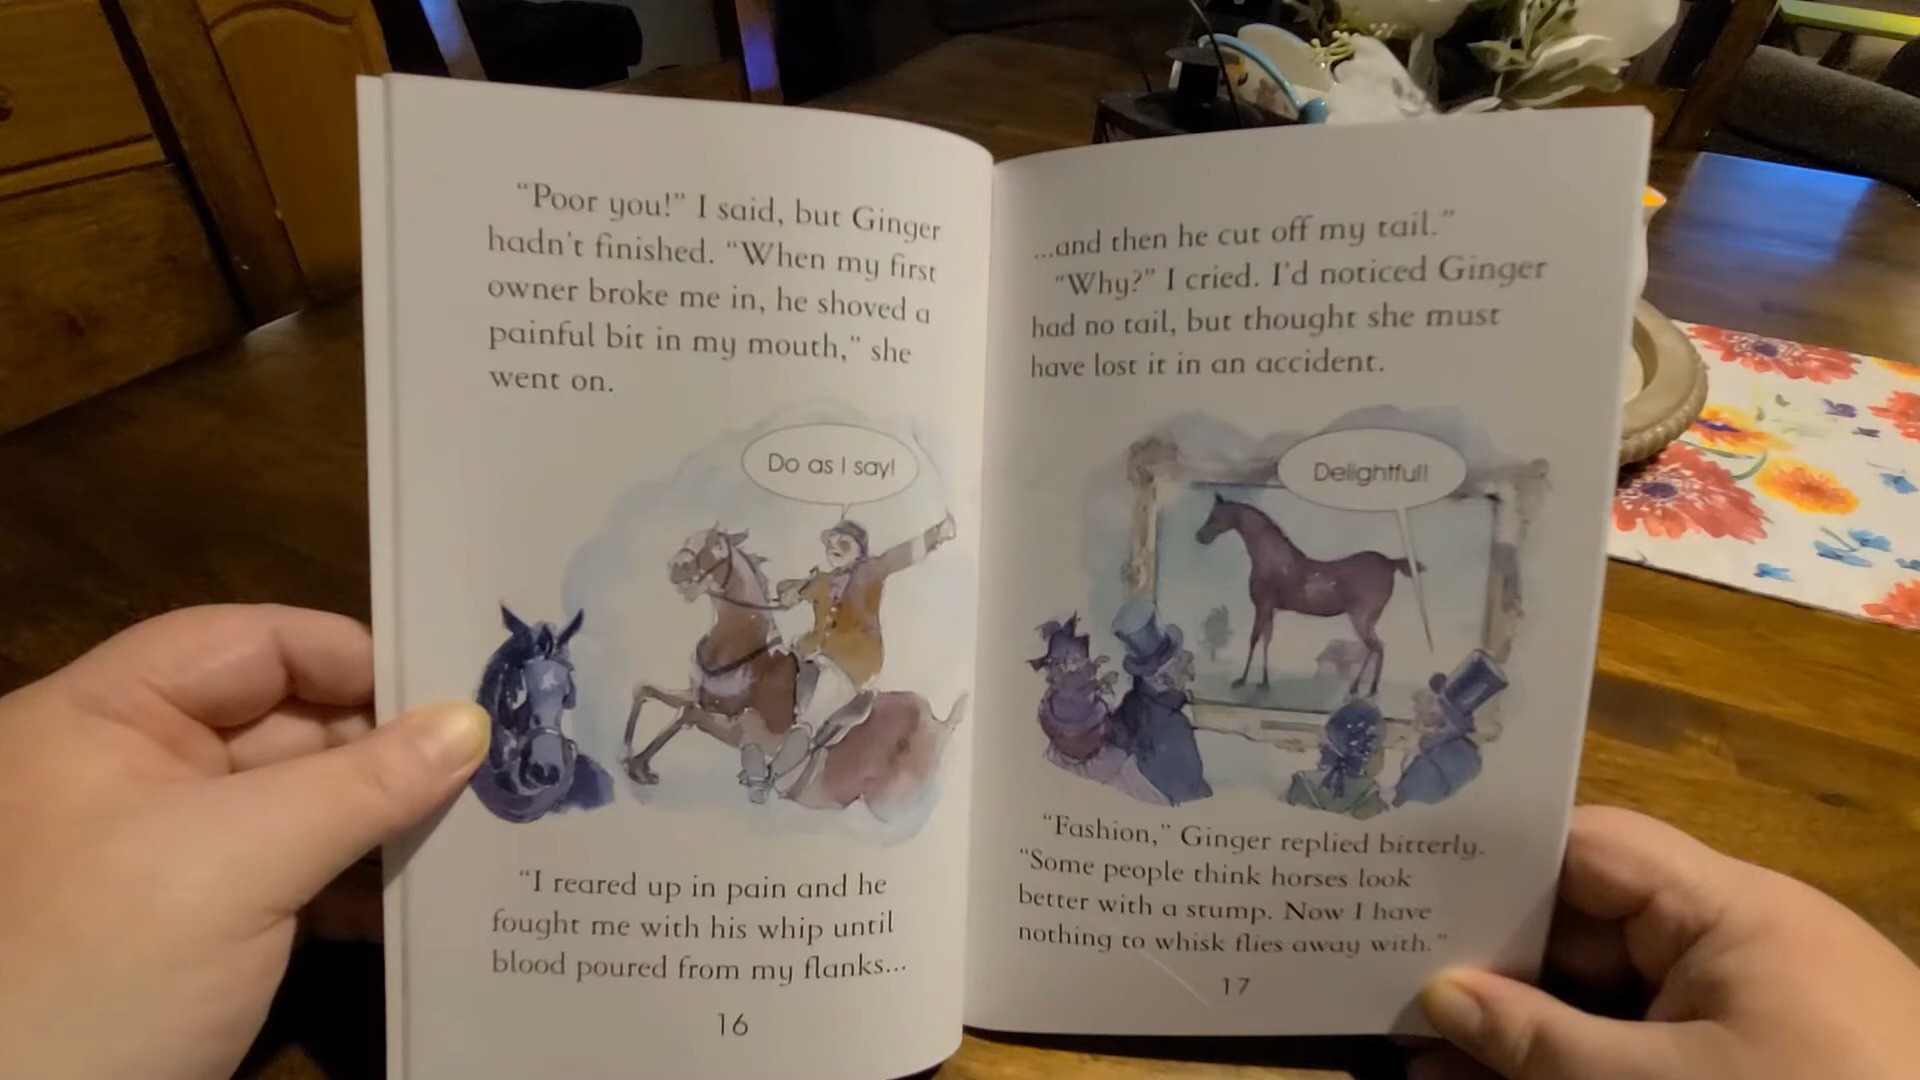 “Poor you!” I said, but Ginger
hadn’t finished. “When my first
owner broke me in, he shoved a
painful bit in my mouth,” she
went on.
Do as I say!
“I reared up in pain and he
fought me with his whip until
blood poured from my flanks...
16
...and then he cut off my tail.”
“Why?” I cried. I’d noticed Ginger
had no tail, but thought she must
have lost it in an accident.
Delightful!
“Fashion,” Ginger replied bitterly.
“Some people think horses look
better with a stump. Now I have
nothing to whisk flies away with.”
17